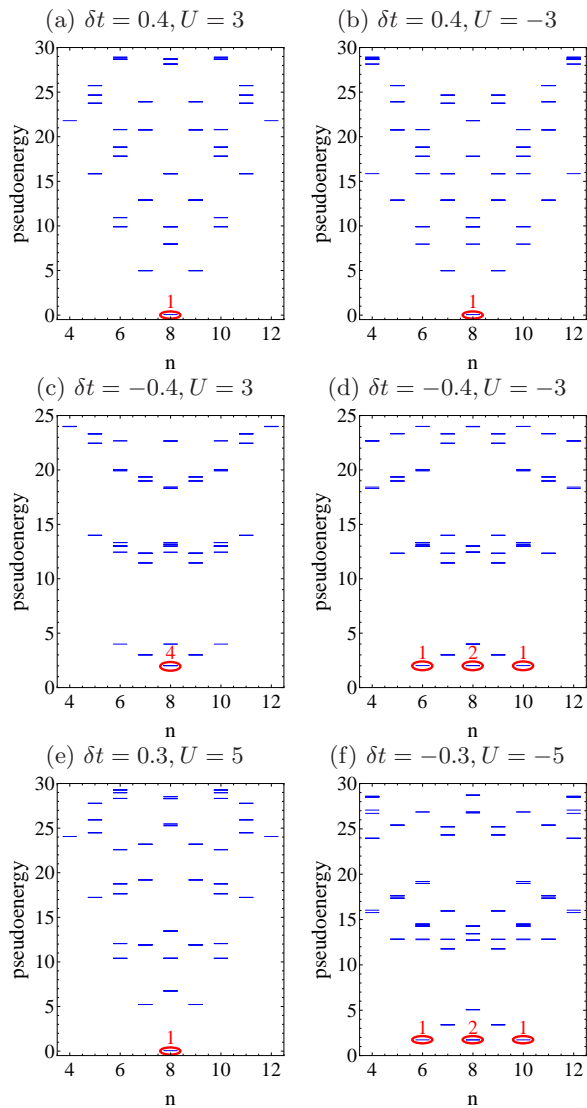 (a) δt = 0.4, U = 3
(b) δt = 0.4, U = −3
30
25
20
15
10
5
0
pseudoenergy
1
4 6 8 10 12
n
30
25
20
15
10
5
0
pseudoenergy
1
4 6 8 10 12
n
(c) δt = −0.4, U = 3
(d) δt = −0.4, U = −3
25
20
15
10
5
0
pseudoenergy
4
4 6 8 10 12
n
25
20
15
10
5
0
pseudoenergy
1 2 1
4 6 8 10 12
n
(e) δt = 0.3, U = 5
(f) δt = −0.3, U = −5
30
25
20
15
10
5
0
pseudoenergy
1
4 6 8 10 12
n
30
25
20
15
10
5
0
pseudoenergy
1 2 1
4 6 8 10 12
n